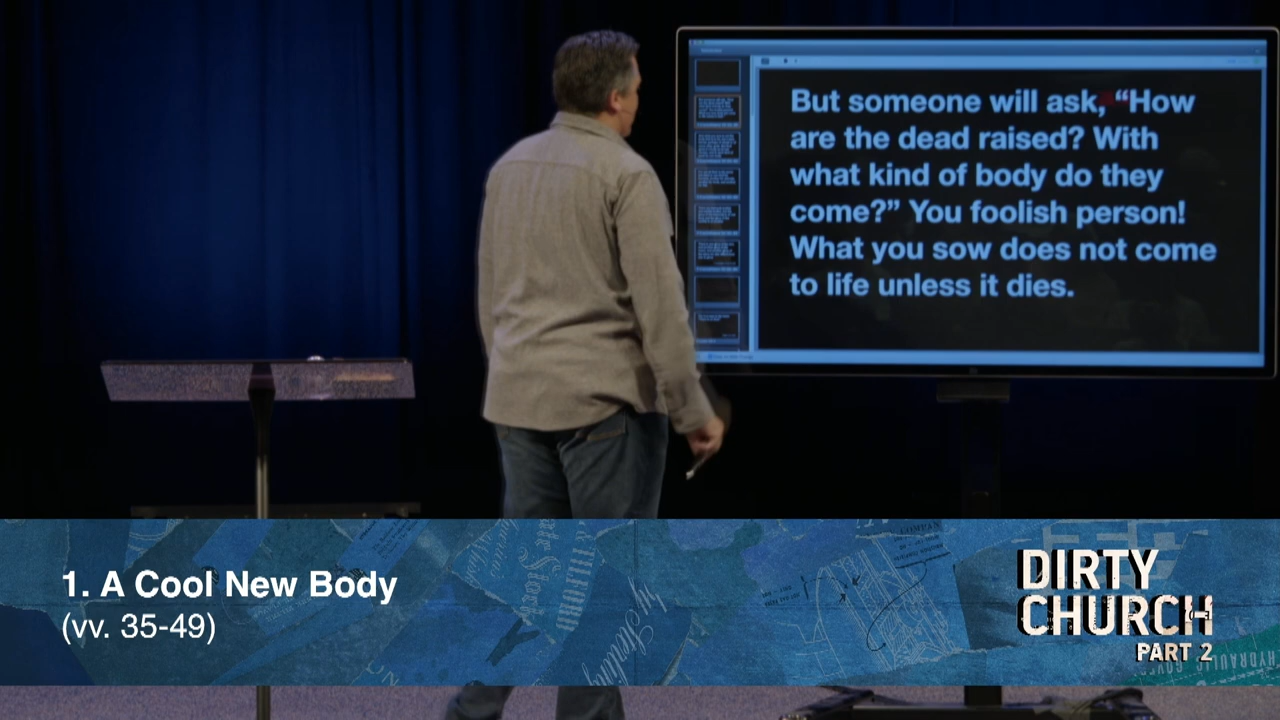 But someone will ask, “How
are the dead raised? With
what kind of body do they
come?” You foolish person!
What you sow does not come
to life unless it dies.
1. A Cool New Body
(vv. 35-49)
DIRTY
CHURCH
PART 2